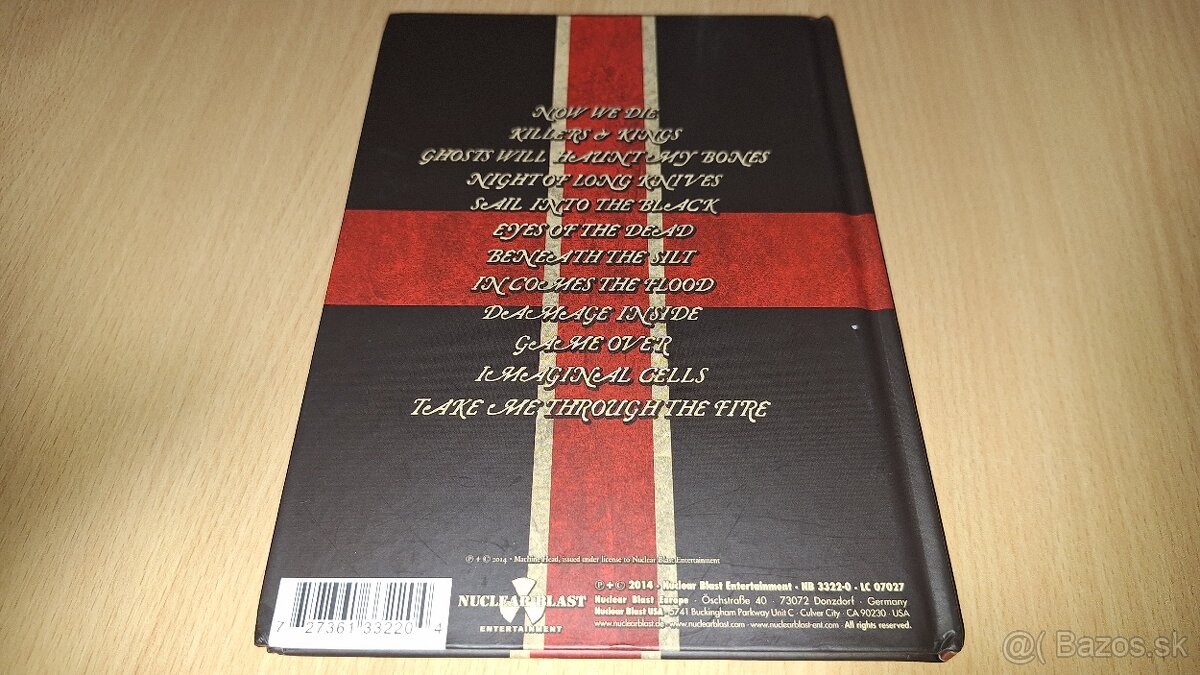 NOW WE DIE
KILLERS & KINGS
GHOSTS WILL HAUNT MY BONES
NIGHT OF LONG KNIVES
SAIL INTO THE BLACK
EYES OF THE DEAD
BENEATH THE SILT
IN COMES THE FLOOD
DAMAGE INSIDE
GAME OVER
IMAGINAL CELLS
TAKE ME THROUGH THE FIRE
℗ + © 2014 · Machine Head, issued under license to Nuclear Blast Entertainment
7 27361 33220 4
NUCLEAR BLAST
ENTERTAINMENT
℗ + © 2014 · Nuclear Blast Entertainment · NB 3322-0 · LC 07027
Nuclear Blast Europe · Öschstraße 40 · 73072 Donzdorf · Germany
Nuclear Blast USA · 5741 Buckingham Parkway Unit C · Culver City · CA 90230 · USA
www.nuclearblast.de · www.nuclearblast-ent.com · All rights reserved.
@( Bazos.sk